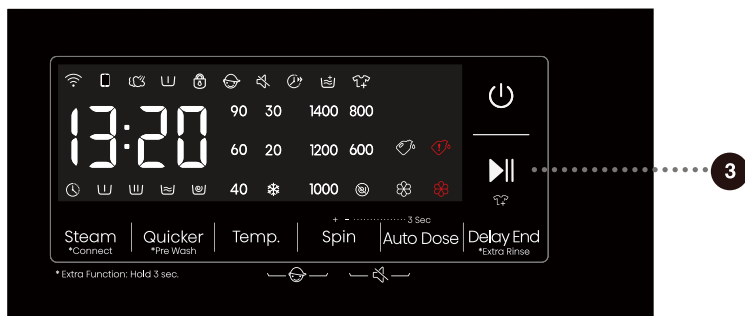 13:20
90 30 1400 800
60 20 1200 600
40 1000
3
+ - 3 Sec
Steam Quicker Temp. Spin Auto Dose Delay End
*Connect *Pre Wash *Extra Rinse
* Extra Function: Hold 3 sec.